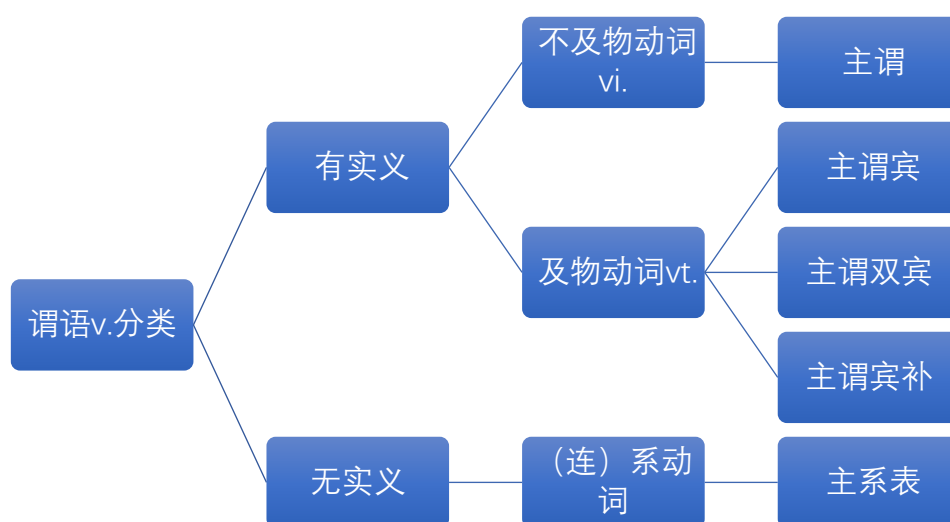 不及物动词
vi.
主谓
有实义
主谓宾
及物动词vt.
主谓双宾
谓语v.分类
主谓宾补
无实义
（连）系动
词
主系表